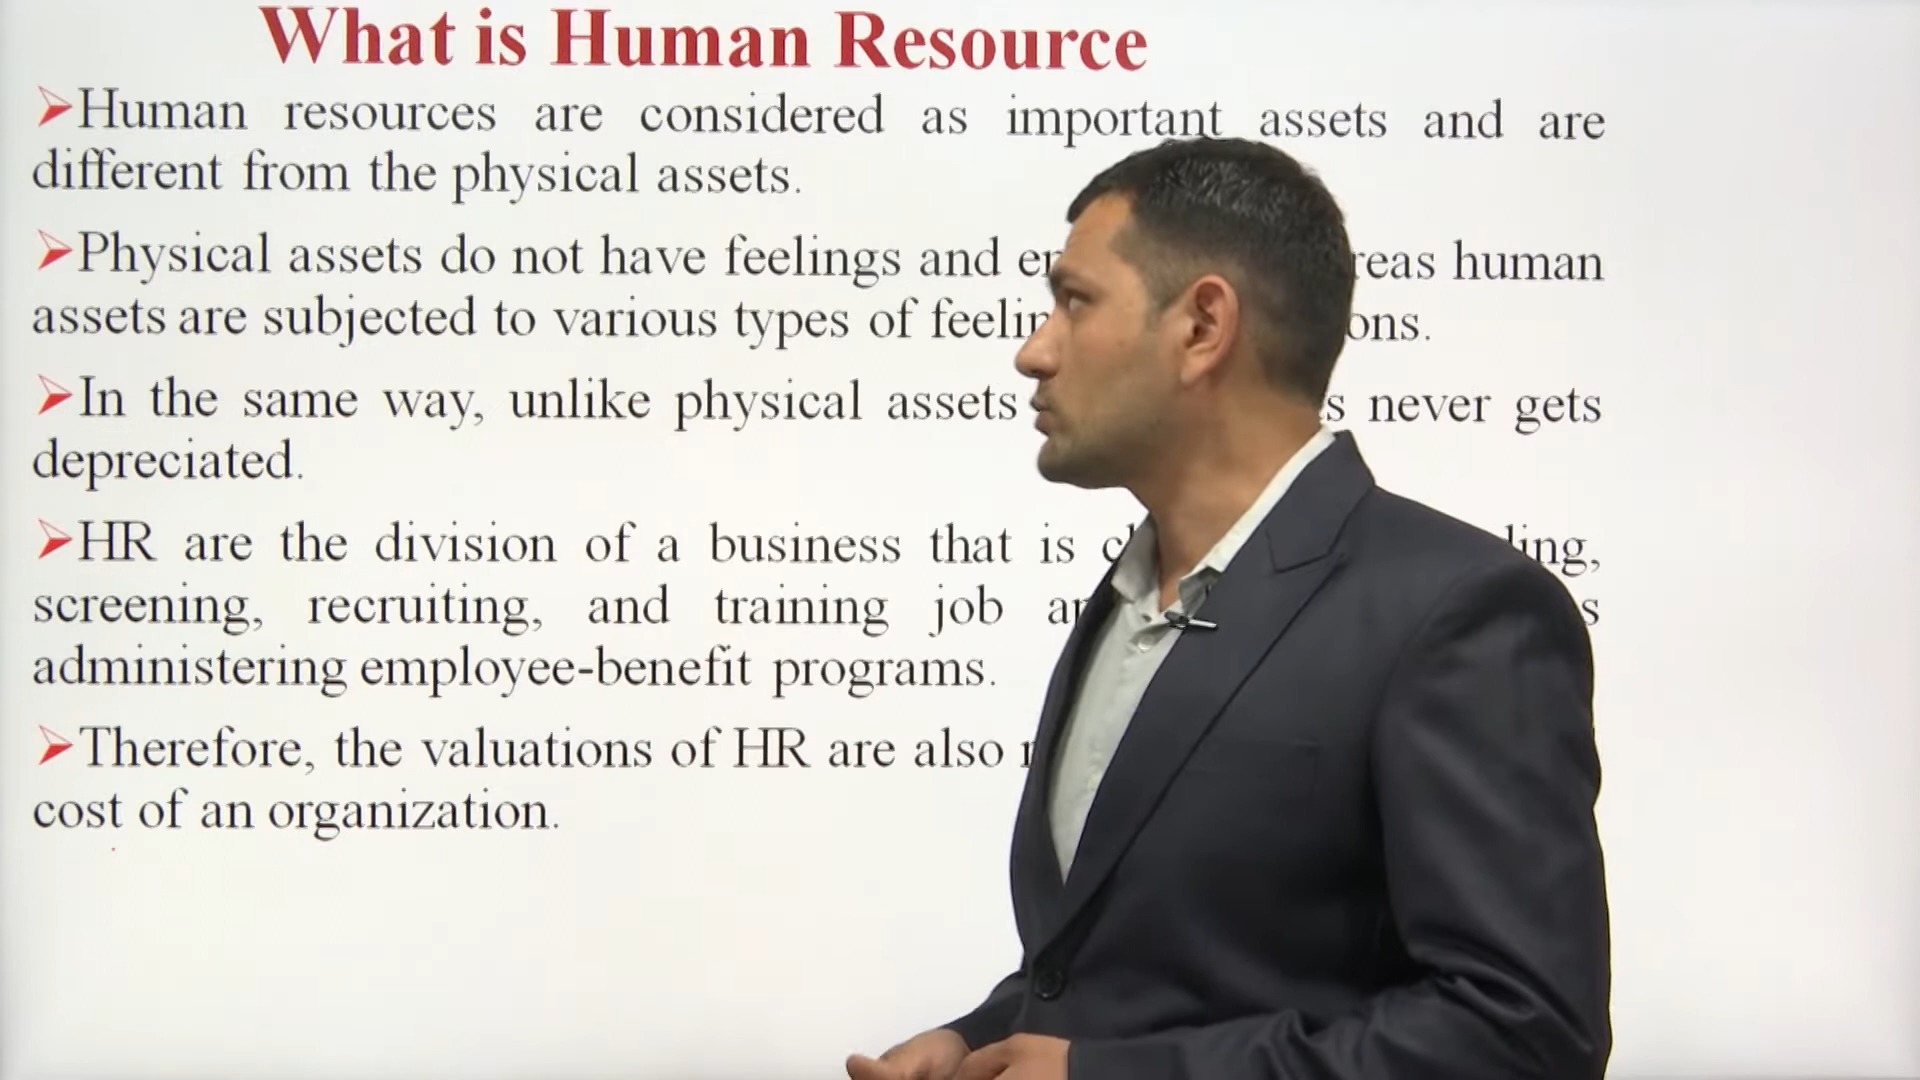 What is Human Resource
➢Human resources are considered as important assets and are
different from the physical assets.
➢Physical assets do not have feelings and human
assets are subjected to various types of
➢In the same way, unlike physical assets never gets
depreciated.
➢HR are the division of a business that is
screening, recruiting, and training job
administering employee-benefit programs.
➢Therefore, the valuations of HR are also
cost of an organization.